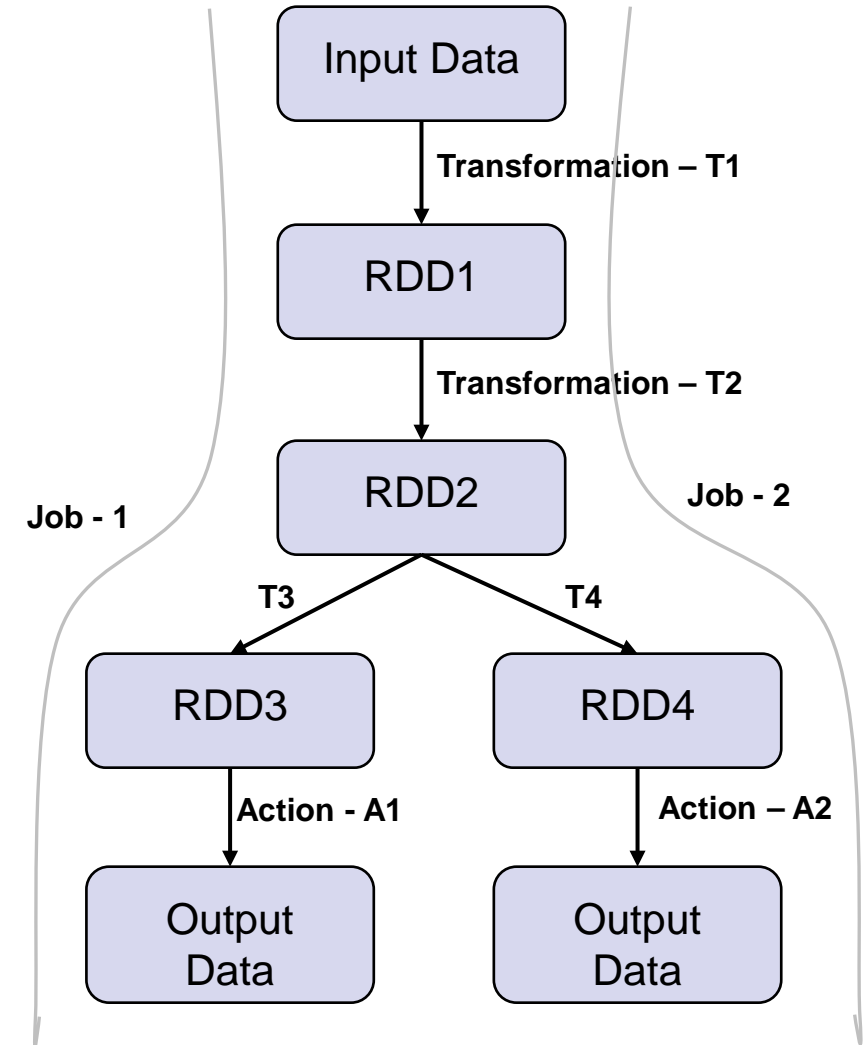 Input Data
Transformation – T1
RDD1
Transformation – T2
RDD2
Job - 1
Job - 2
T3
T4
RDD3
RDD4
Action - A1
Action – A2
Output
Data
Output
Data